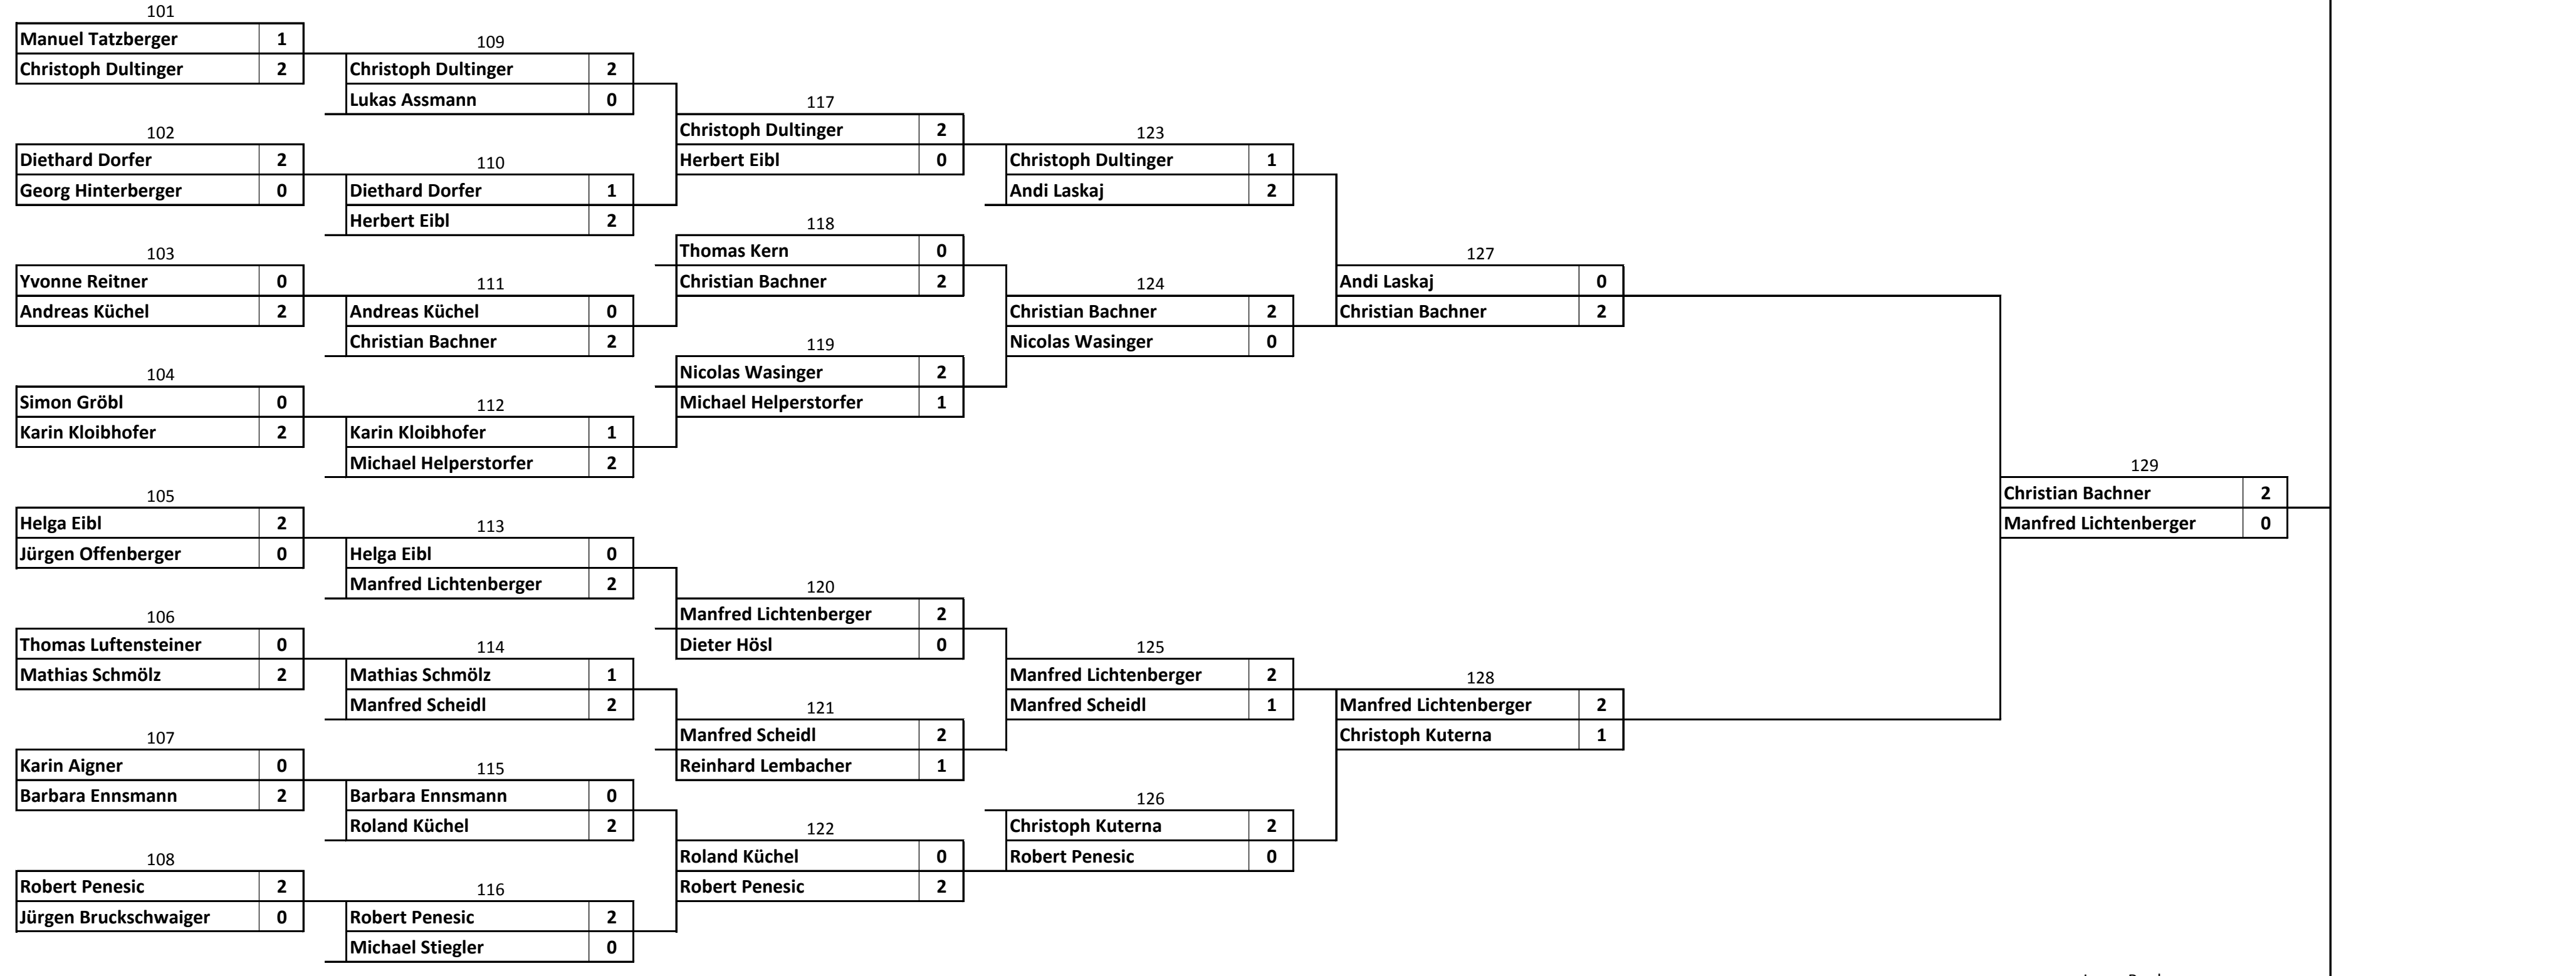 101
Manuel Tatzberger 1
Christoph Dultinger 2
102
Diethard Dorfer 2
Georg Hinterberger 0
103
Yvonne Reitner 0
Andreas Küchel 2
104
Simon Gröbl 0
Karin Kloibhofer 2
105
Helga Eibl 2
Jürgen Offenberger 0
106
Thomas Luftensteiner 0
Mathias Schmölz 2
107
Karin Aigner 0
Barbara Ennsmann 2
108
Robert Penesic 2
Jürgen Bruckschwaiger 0
109
Christoph Dultinger 2
Lukas Assmann 0
110
Diethard Dorfer 1
Herbert Eibl 2
111
Andreas Küchel 0
Christian Bachner 2
112
Karin Kloibhofer 1
Michael Helperstorfer 2
113
Helga Eibl 0
Manfred Lichtenberger 2
114
Mathias Schmölz 1
Manfred Scheidl 2
115
Barbara Ennsmann 0
Roland Küchel 2
116
Robert Penesic 2
Michael Stiegler 0
117
Christoph Dultinger 2
Herbert Eibl 0
118
Thomas Kern 0
Christian Bachner 2
119
Nicolas Wasinger 2
Michael Helperstorfer 1
120
Manfred Lichtenberger 2
Dieter Hösl 0
121
Manfred Scheidl 2
Reinhard Lembacher 1
122
Roland Küchel 0
Robert Penesic 2
123
Christoph Dultinger 1
Andi Laskaj 2
124
Christian Bachner 2
Nicolas Wasinger 0
125
Manfred Lichtenberger 2
Manfred Scheidl 1
126
Christoph Kuterna 2
Robert Penesic 0
127
Andi Laskaj 0
Christian Bachner 2
128
Manfred Lichtenberger 2
Christoph Kuterna 1
129
Christian Bachner 2
Manfred Lichtenberger 0